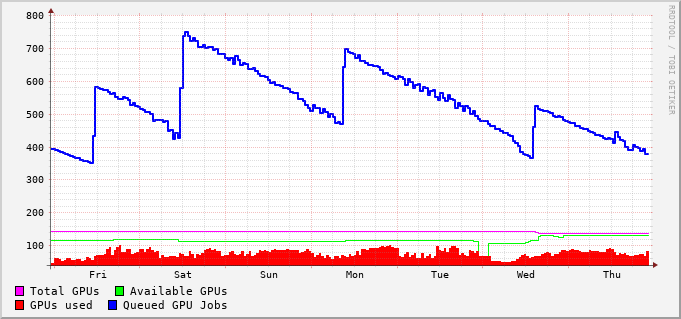 800
700
600
500
400
300
200
100
Fri Sat Sun Mon Tue Wed Thu
Total GPUs Available GPUs
GPUs used Queued GPU Jobs
RRDTOOL / TOBI OETIKER